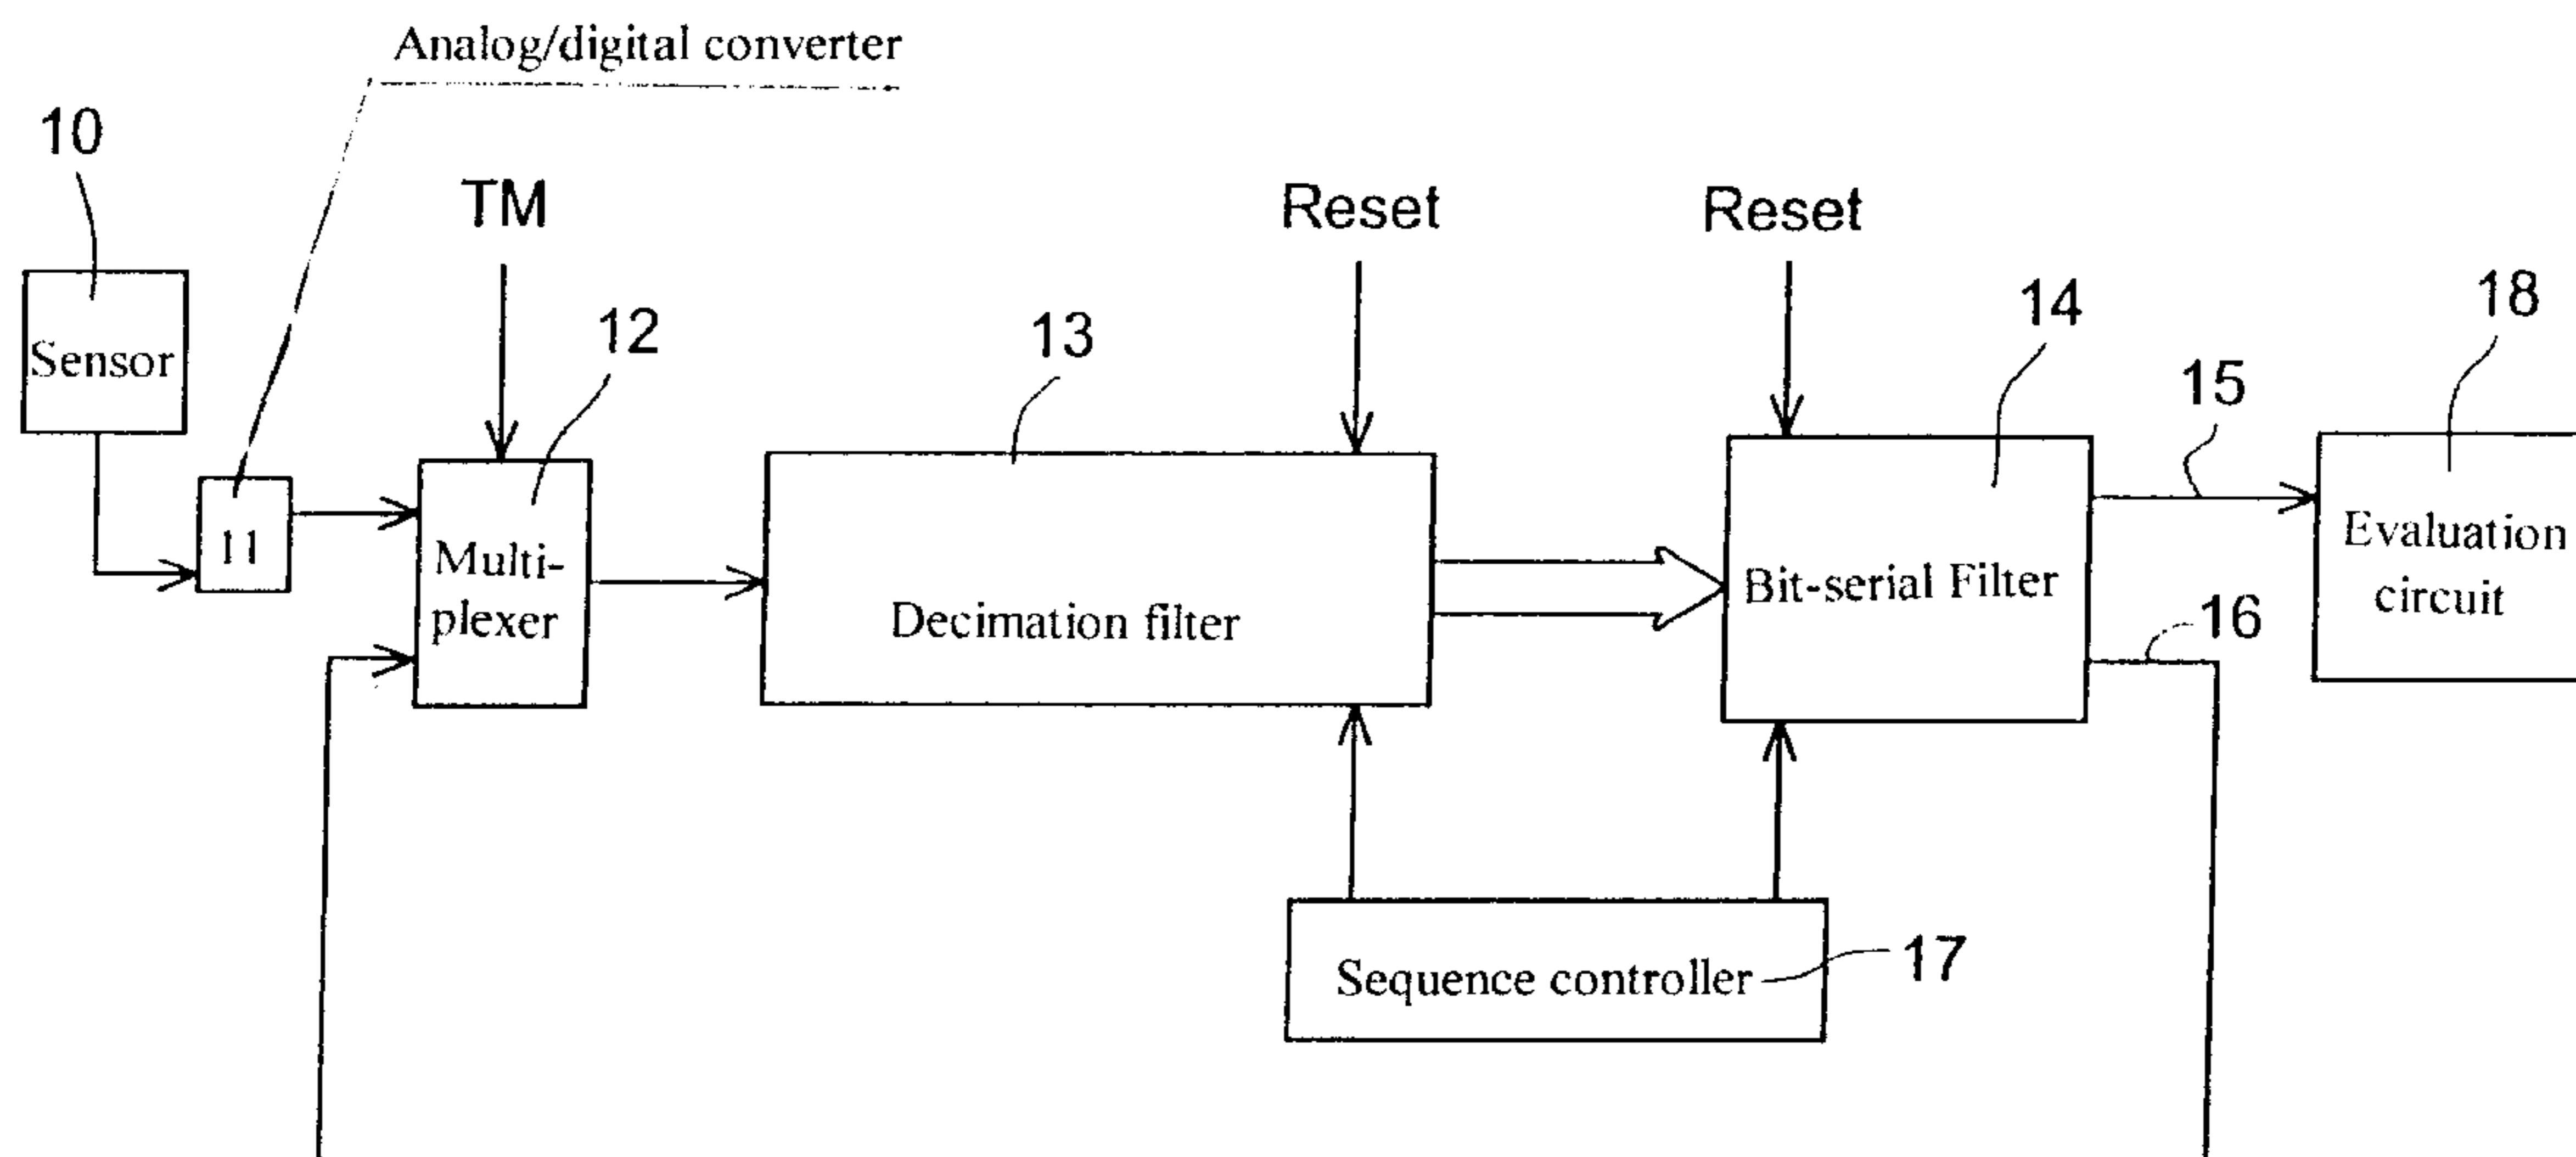 Analog/digital converter
10
TM
Reset
Reset
12
13
14
18
15
Sensor
11
Multi-
plexer
Decimation filter
Bit-serial Filter
Evaluation
circuit
16
Sequence controller
17